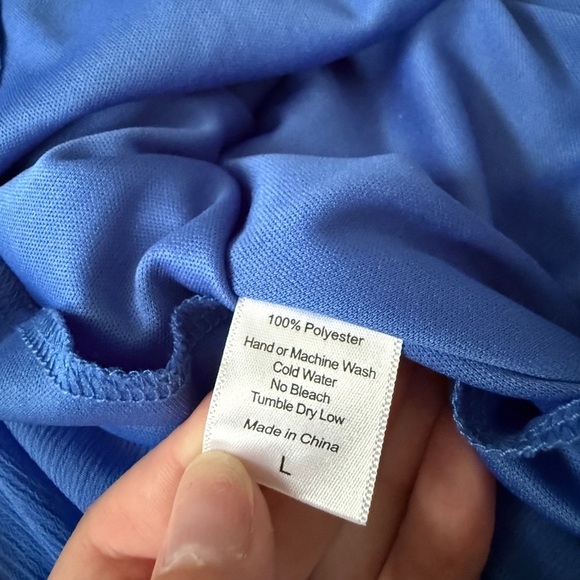 100% Polyester
Hand or Machine Wash
Cold Water
No Bleach
Tumble Dry Low
Made in China
L